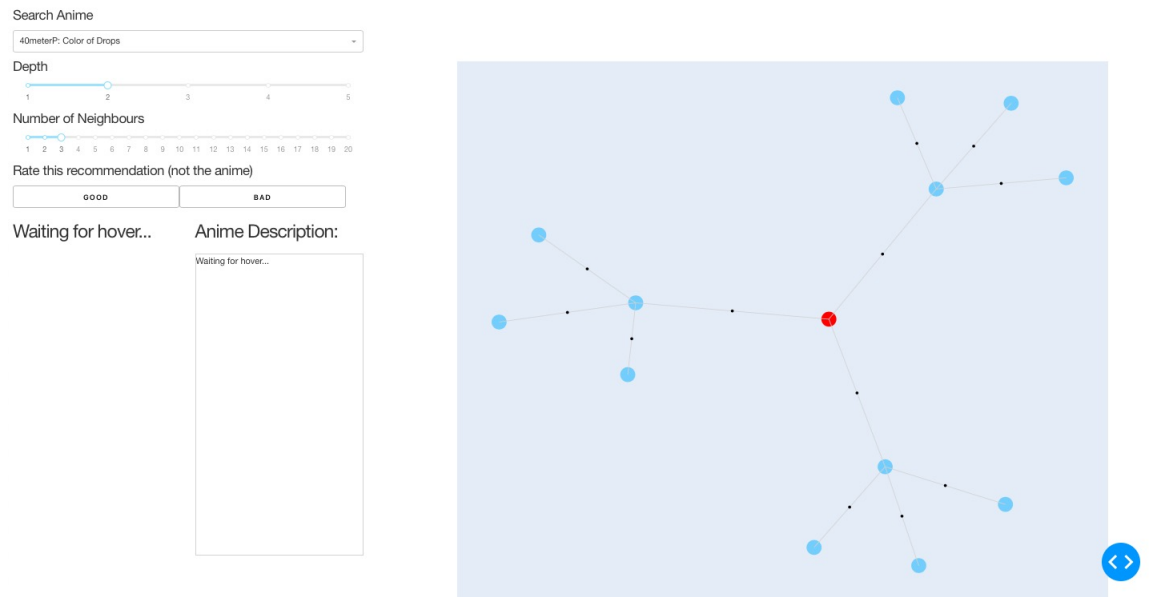 Search Anime
40meterP: Color of Drops
Depth
1 2 3 4 5
Number of Neighbours
1 2 3 4 5 6 7 8 9 10 11 12 13 14 15 16 17 18 19 20
Rate this recommendation (not the anime)
GOOD BAD
Waiting for hover... Anime Description:
Waiting for hover...